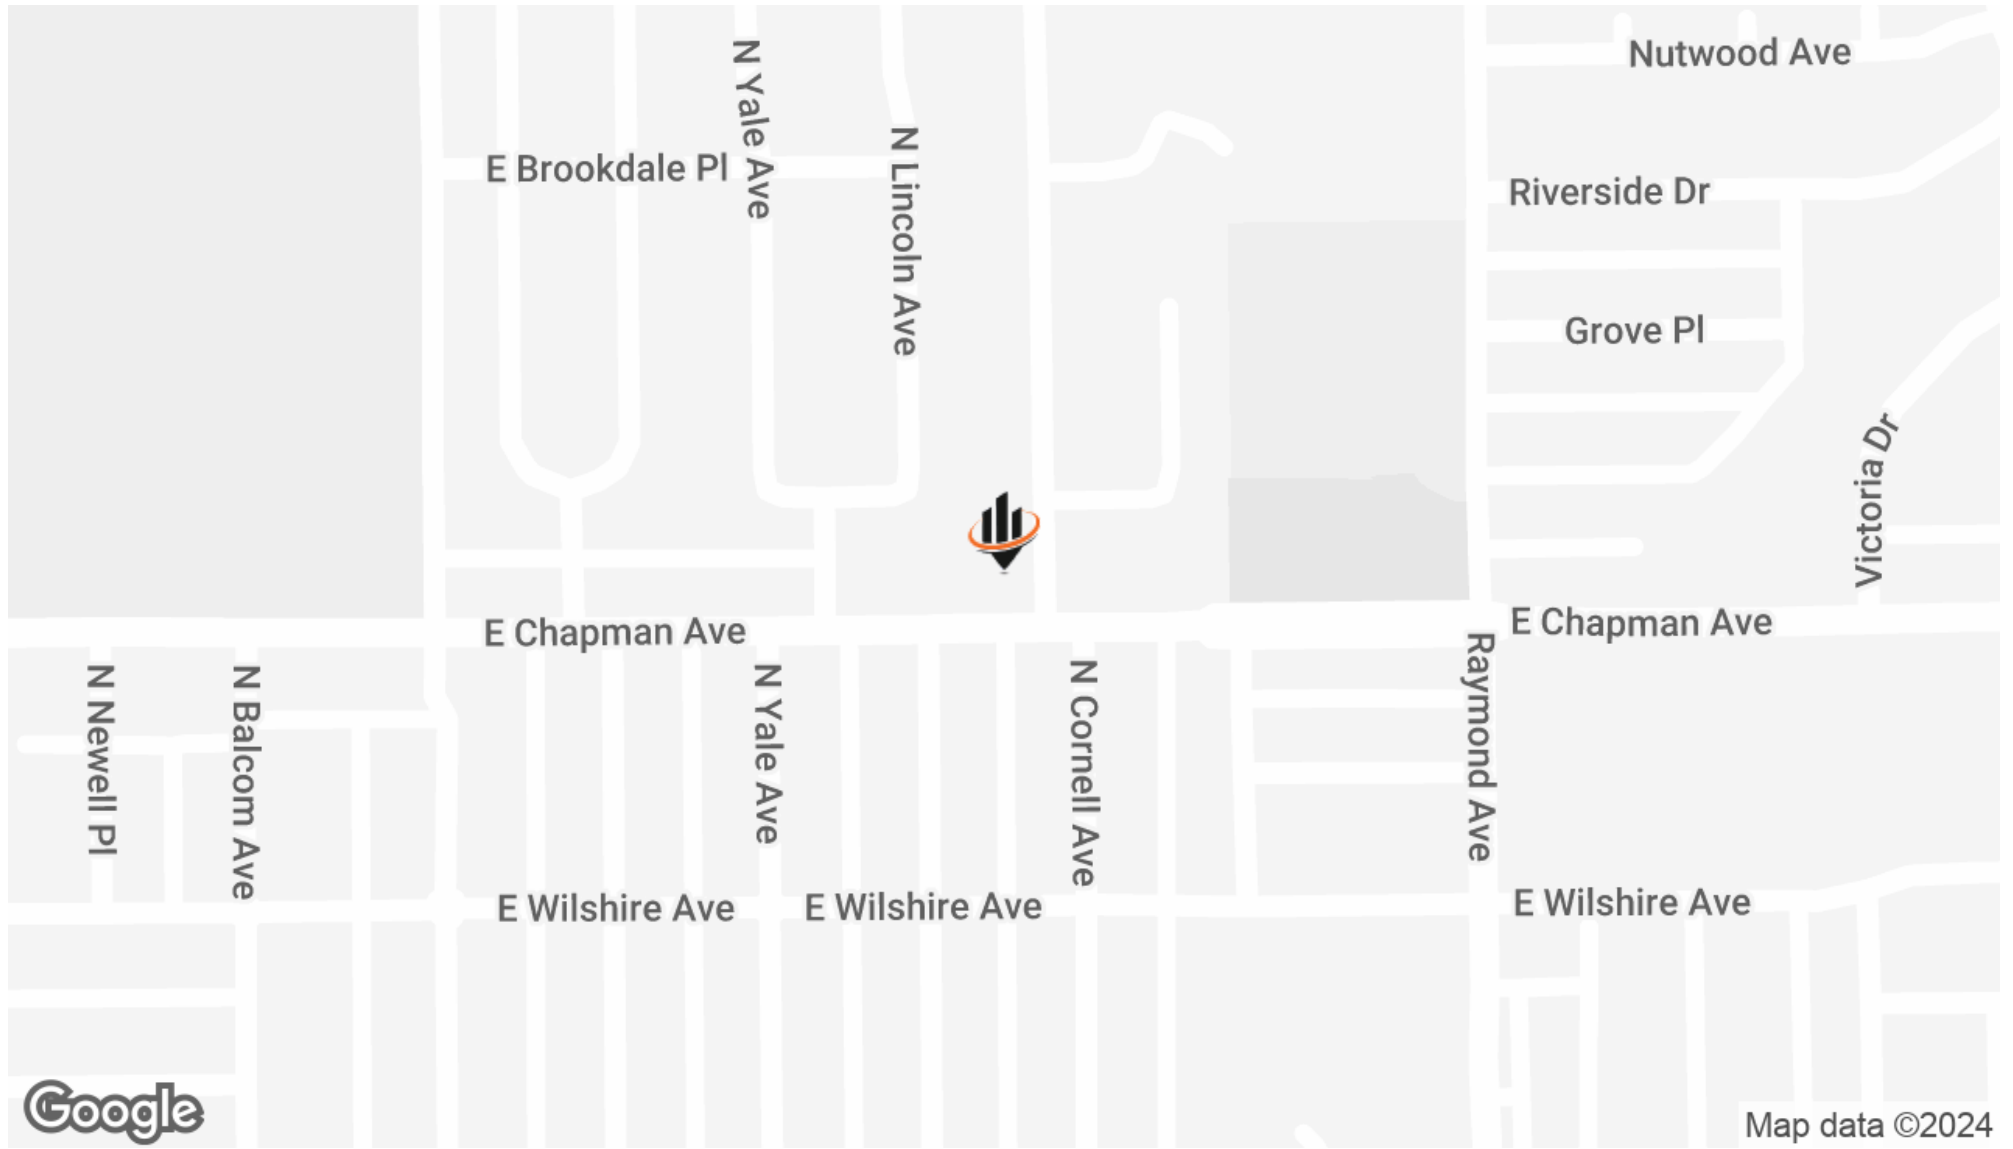 Nutwood Ave
N Yale Ave
N Lincoln Ave
E Brookdale Pl
Riverside Dr
Grove Pl
Victoria Dr
E Chapman Ave
E Chapman Ave
N Newell Pl
N Balcom Ave
N Yale Ave
N Cornell Ave
Raymond Ave
E Wilshire Ave
E Wilshire Ave
E Wilshire Ave
Google
Map data ©2024